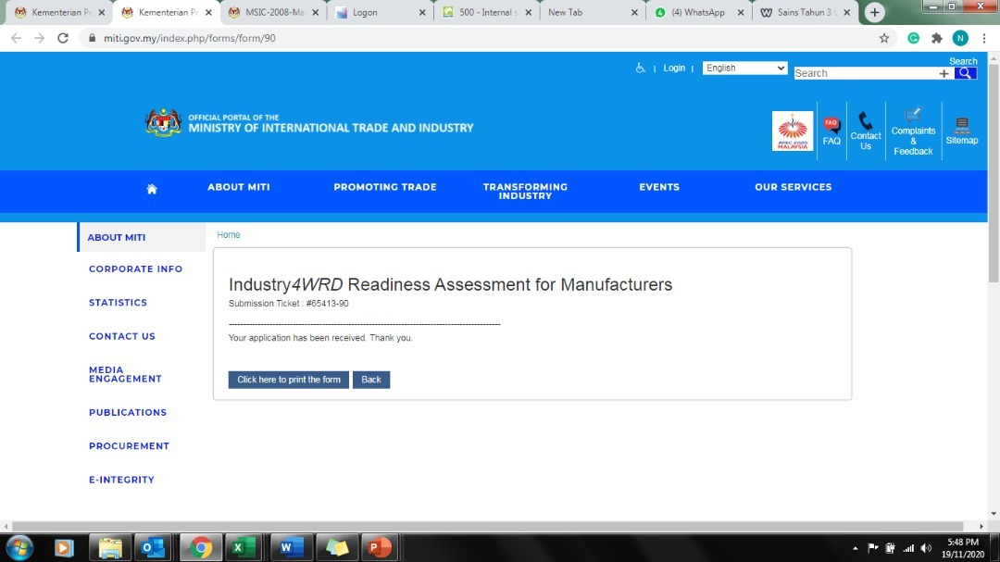 Kementerian Pe
Kementerian Pe
MSIC-2008-Ma
Logon
500 - Internal s
New Tab
(4) WhatsApp
Sains Tahun 3
miti.gov.my/index.php/forms/form/90
N
Search
| Login |
English
Search
OFFICIAL PORTAL OF THE
MINISTRY OF INTERNATIONAL TRADE AND INDUSTRY
APEC 2020
MALAYSIA
FAQ
FAQ
Contact
Us
Complaints
&
Feedback
Sitemap
ABOUT MITI
PROMOTING TRADE
TRANSFORMING
INDUSTRY
EVENTS
OUR SERVICES
ABOUT MITI
CORPORATE INFO
STATISTICS
CONTACT US
MEDIA
ENGAGEMENT
PUBLICATIONS
PROCUREMENT
E-INTEGRITY
Home
Industry4WRD Readiness Assessment for Manufacturers
Submission Ticket : #65413-90
Your application has been received. Thank you.
Click here to print the form
Back
5:48 PM
19/11/2020